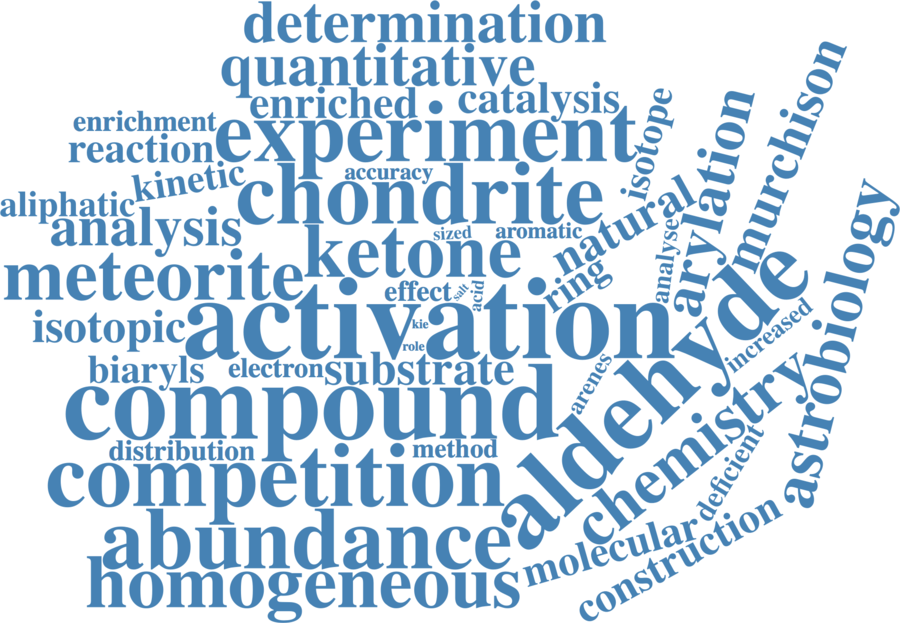 determination
quantitative
enriched
catalysis
enrichment
experiment
reaction
kinetic
accuracy
chondrite
aliphatic
analysis
sized
aromatic
isotope
natural
arylation
murchison
meteorite
ketone
ring
analyse
effect
salt
acid
isotopic
activation
kie
role
aldehyde
increased
astrobiology
biaryls
electron
substrate
arenes
compound
chemistry
distribution
method
deficient
competition
abundance
molecular
homogeneous
construction